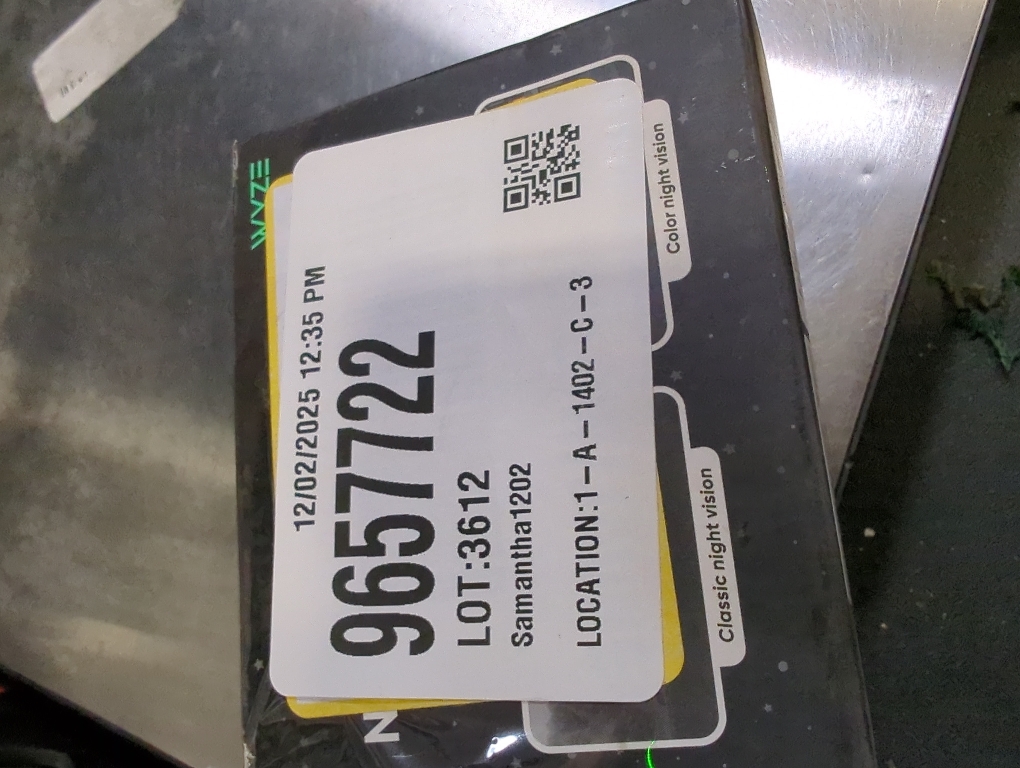 WYZE
12/02/2025 12:35 PM
9657722
LOT:3612
Samantha1202
LOCATION:1-A-1402-C-3
N
Classic night vision
Color night vision